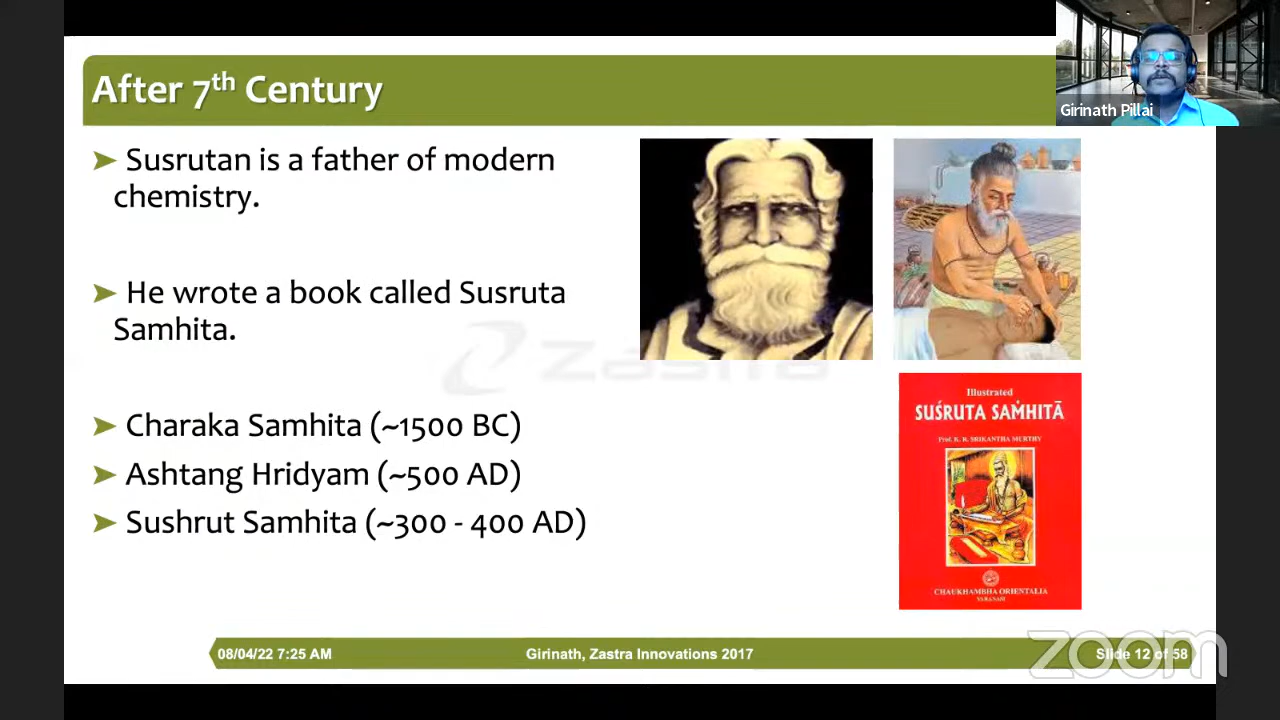 After 7th Century
Girinath Pillai
➤ Susrutan is a father of modern
chemistry.
➤ He wrote a book called Susruta
Samhita.
Zastra
➤ Charaka Samhita (~1500 BC)
➤ Ashtang Hridyam (~500 AD)
➤ Sushrut Samhita (~300 - 400 AD)
Illustrated
SUŚRUTA SAṀHITĀ
Prof. K. R. SRIKANTHA MURTHY
CHAUKHAMBHA ORIENTALIA
VARANASI
08/04/22 7:25 AM
Girinath, Zastra Innovations 2017
Slide 12 of 58
zoom